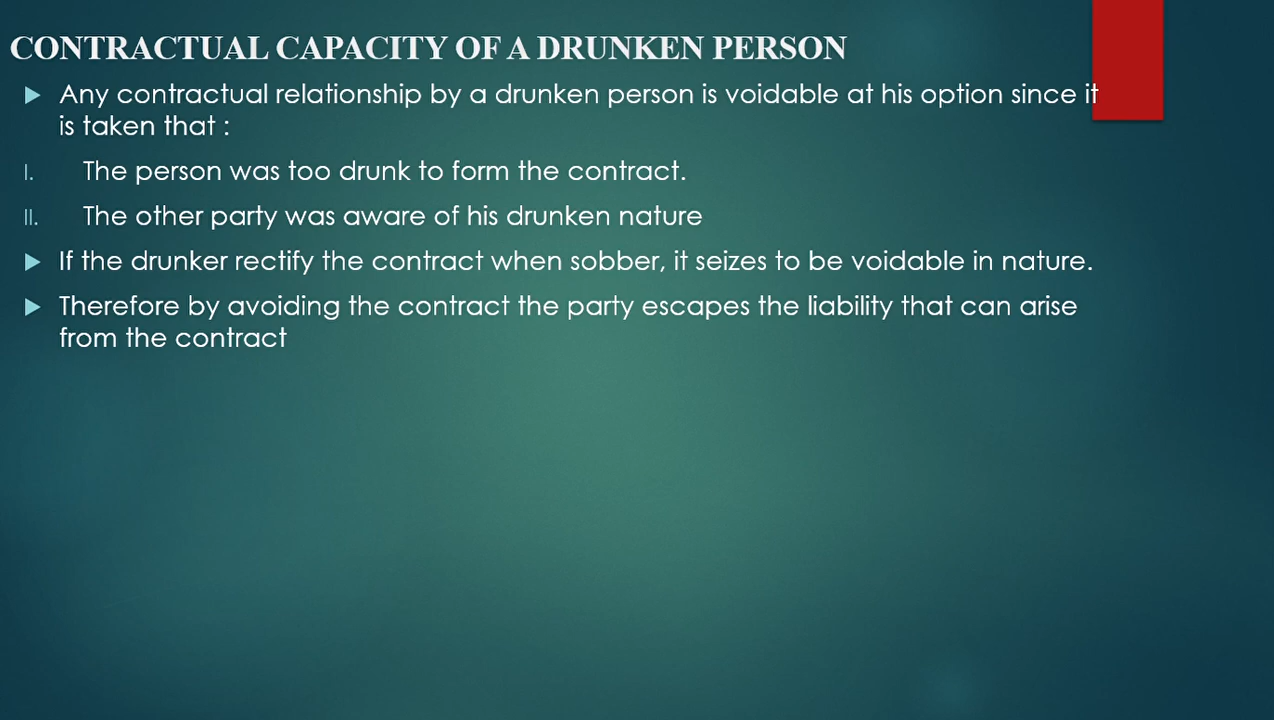 CONTRACTUAL CAPACITY OF A DRUNKEN PERSON
Any contractual relationship by a drunken person is voidable at his option since it
is taken that :
I. The person was too drunk to form the contract.
II. The other party was aware of his drunken nature
If the drunker rectify the contract when sobber, it seizes to be voidable in nature.
Therefore by avoiding the contract the party escapes the liability that can arise
from the contract